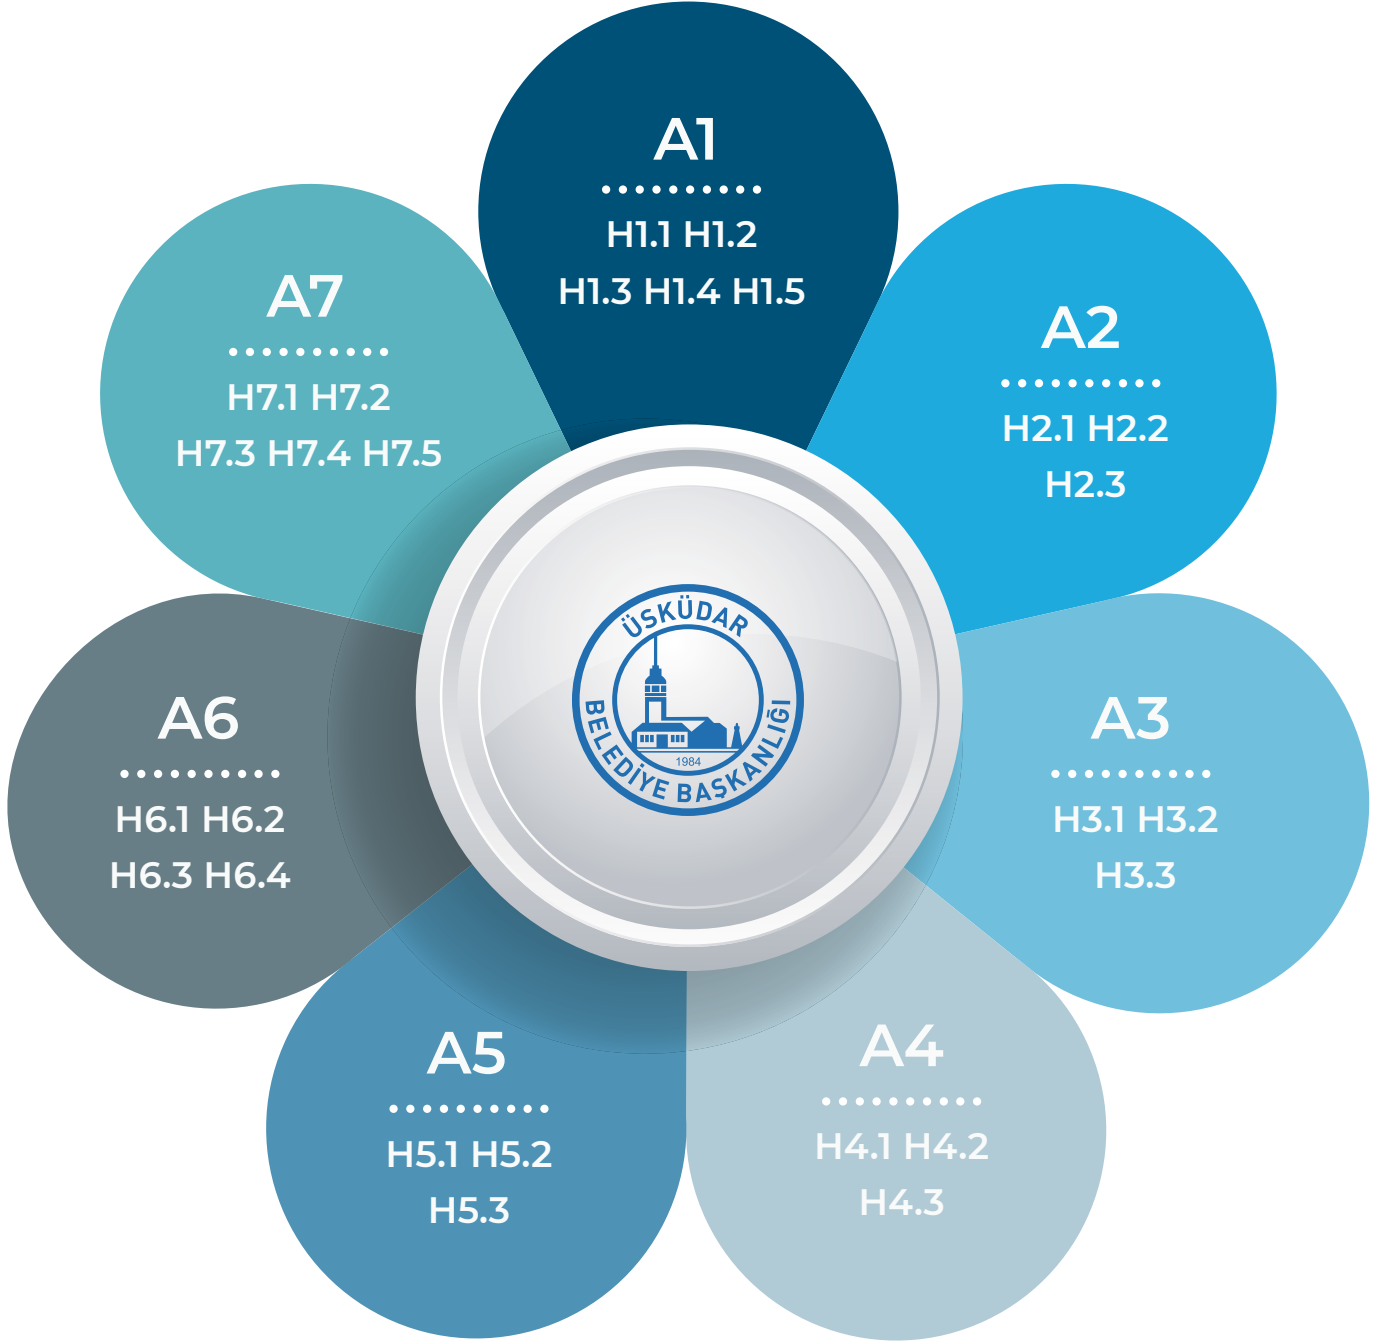 A1
H1.1 H1.2
H1.3 H1.4 H1.5
A2
H2.1 H2.2
H2.3
A3
H3.1 H3.2
H3.3
A4
H4.1 H4.2
H4.3
A5
H5.1 H5.2
H5.3
A6
H6.1 H6.2
H6.3 H6.4
A7
H7.1 H7.2
H7.3 H7.4 H7.5
ÜSKÜDAR
BELEDİYE BAŞKANLIĞI
1984